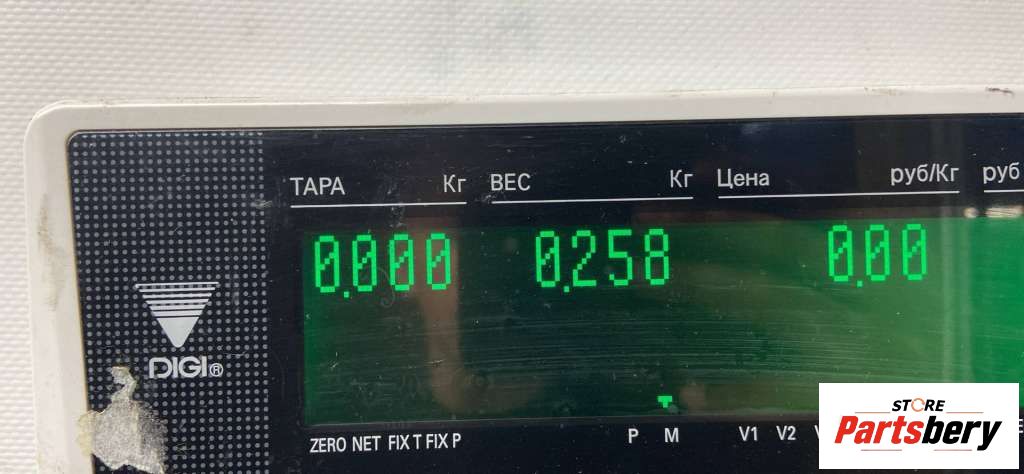 ТАРА Кг ВЕС Кг Цена руб/Кг руб
0.000 0.258 0.00
DIGI®
ZERO NET FIX T FIX P P M V1 V2
STORE
Partsbery